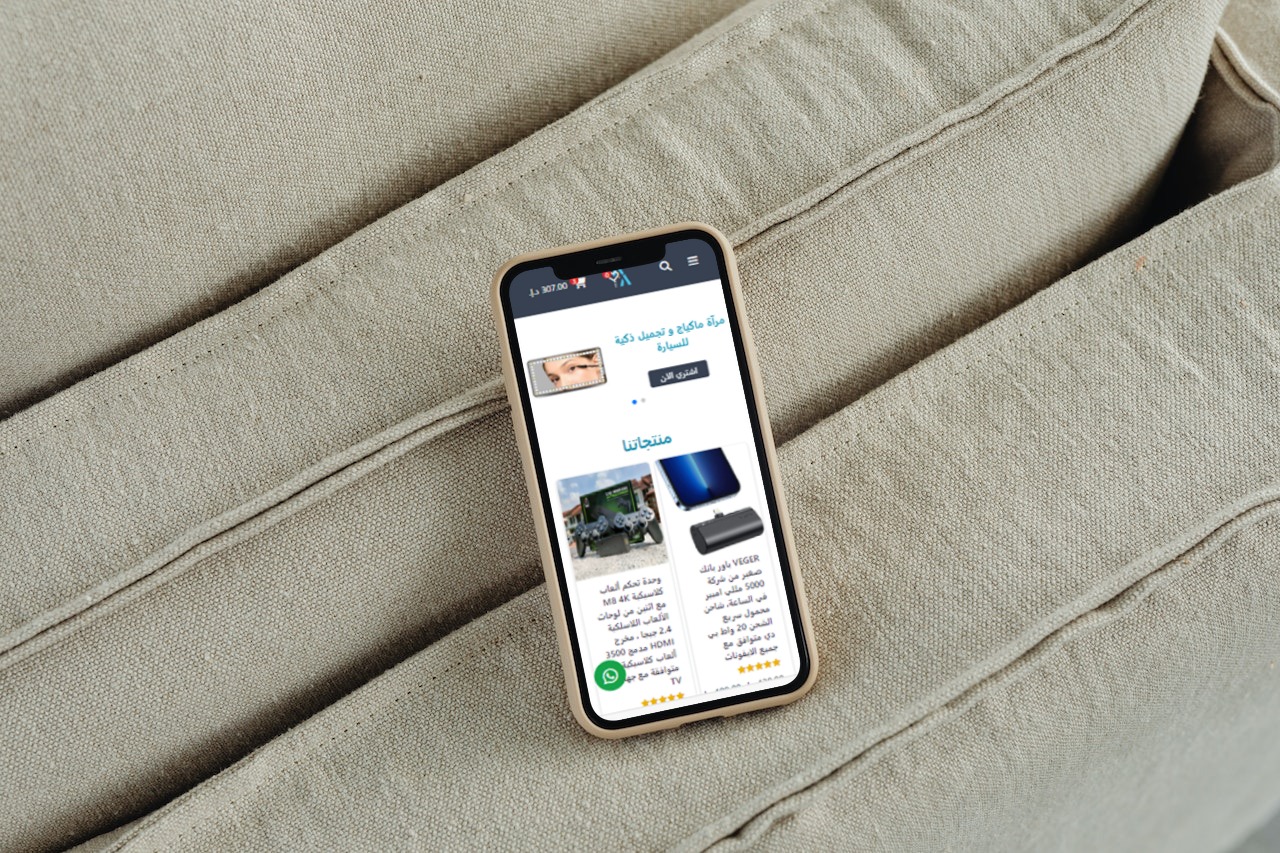 307.00 د.إ.
مرآة ماكياج و تجميل ذكية
للسيارة
اشتري الآن
منتجاتنا
VEGER باور بانك
صغير من شركة
5000 مللي امبير
في الساعة، شاحن
محمول سريع
الشحن 20 واط بي
دي متوافق مع
جميع الايفونات
وحدة تحكم ألعاب
كلاسيكية M8 4K
مع اثنين من لوحات
الألعاب اللاسلكية
2.4 جيجا ، مخرج
HDMI مدمج 3500
ألعاب كلاسيكية
متوافقة مع
TV